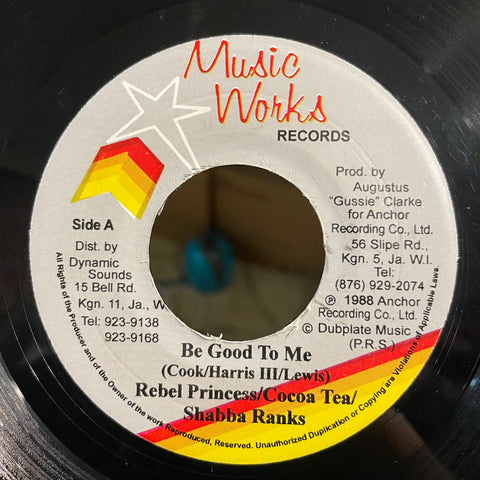 Music
Works
RECORDS
Side A
Dist. by
Dynamic
Sounds
15 Bell Rd.
Kgn. 11, Ja., W.I.
Tel: 923-9138
923-9168
Prod. by
Augustus
"Gussie" Clarke
for Anchor
Recording Co., Ltd.
56 Slipe Rd.,
Kgn. 5, Ja. W.I.
Tel:
(876) 929-2074
℗ 1988 Anchor
Recording Co., Ltd.
© Dubplate Music
(P.R.S.)
Be Good To Me
(Cook/Harris III/Lewis)
Rebel Princess/Cocoa Tea/
Shabba Ranks
All Rights of the Producer and of the Owner of the work Reproduced, Reserved. Unauthorized Duplication or Copying are Violations of Applicable Laws.